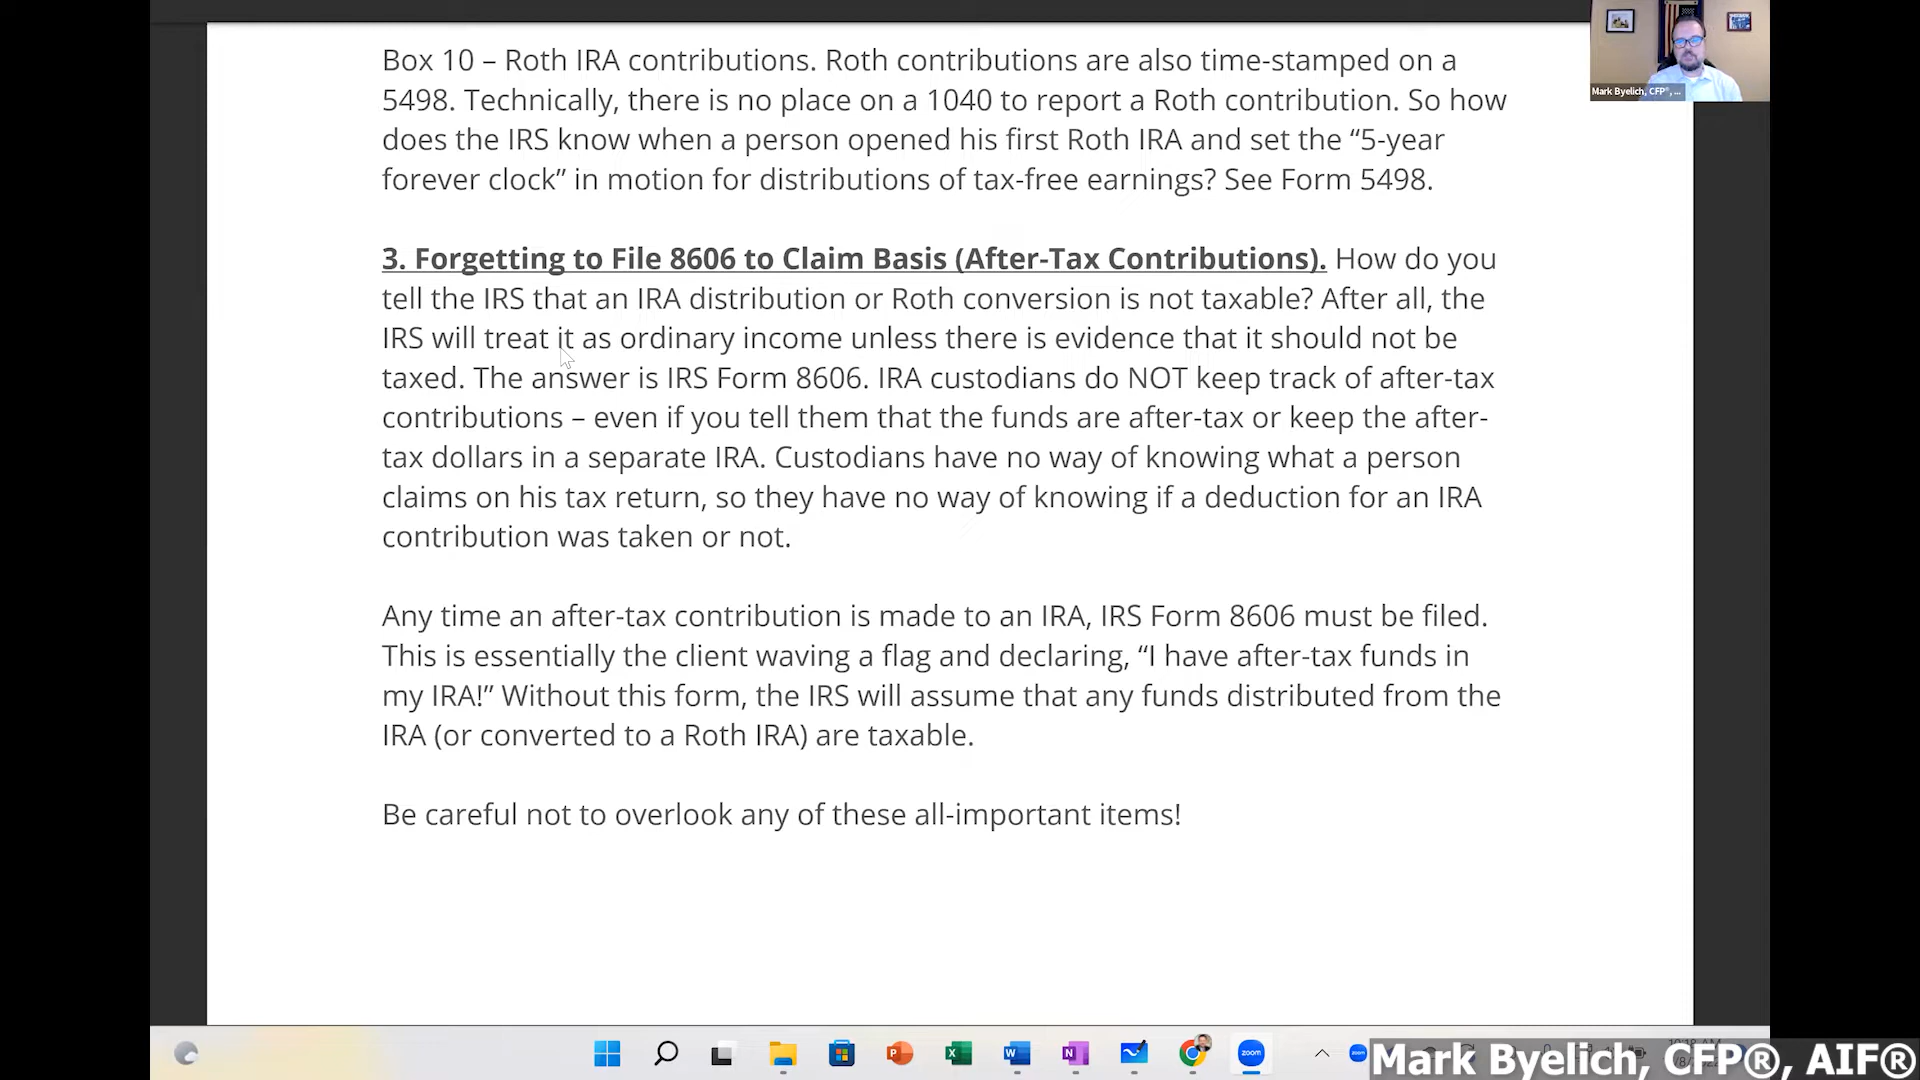 Box 10 – Roth IRA contributions. Roth contributions are also time-stamped on a
5498. Technically, there is no place on a 1040 to report a Roth contribution. So how
does the IRS know when a person opened his first Roth IRA and set the “5-year
forever clock” in motion for distributions of tax-free earnings? See Form 5498.
3. Forgetting to File 8606 to Claim Basis (After-Tax Contributions). How do you
tell the IRS that an IRA distribution or Roth conversion is not taxable? After all, the
IRS will treat it as ordinary income unless there is evidence that it should not be
taxed. The answer is IRS Form 8606. IRA custodians do NOT keep track of after-tax
contributions – even if you tell them that the funds are after-tax or keep the after-
tax dollars in a separate IRA. Custodians have no way of knowing what a person
claims on his tax return, so they have no way of knowing if a deduction for an IRA
contribution was taken or not.
Any time an after-tax contribution is made to an IRA, IRS Form 8606 must be filed.
This is essentially the client waving a flag and declaring, “I have after-tax funds in
my IRA!” Without this form, the IRS will assume that any funds distributed from the
IRA (or converted to a Roth IRA) are taxable.
Be careful not to overlook any of these all-important items!
Mark Byelich, CFP®, ...
zoom
zoom
Mark Byelich, CFP®, AIF®